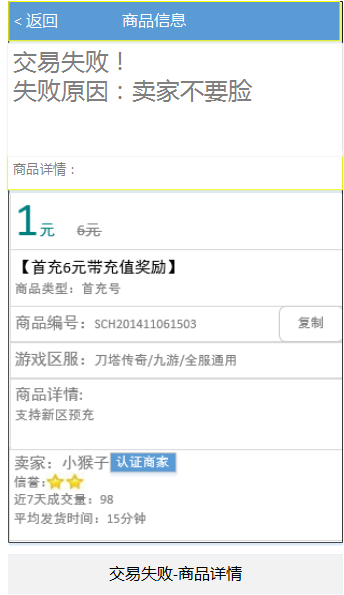 < 返回 商品信息
交易失败！
失败原因：卖家不要脸
商品详情：
1元 6元
【首充6元带充值奖励】
商品类型：首充号
商品编号：SCH201411061503 复制
游戏区服：刀塔传奇/九游/全服通用
商品详情:
支持新区预充
卖家：小猴子 认证商家
信誉:
近7天成交量：98
平均发货时间：15分钟
交易失败-商品详情